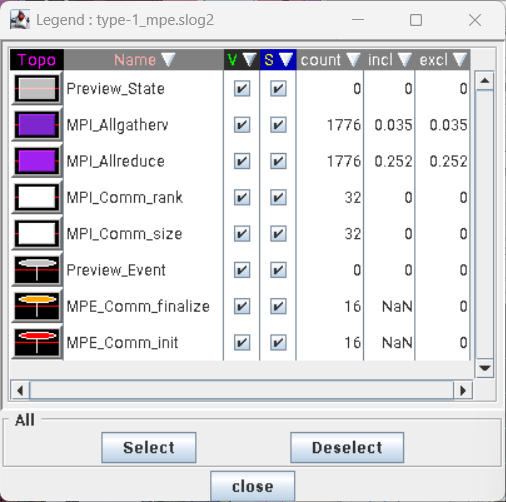 Legend : type-1_mpe.slog2
Topo Name V S count incl excl
Preview_State 0 0 0
MPI_Allgatherv 1776 0.035 0.035
MPI_Allreduce 1776 0.252 0.252
MPI_Comm_rank 32 0 0
MPI_Comm_size 32 0 0
Preview_Event 0 0 0
MPE_Comm_finalize 16 NaN 0
MPE_Comm_init 16 NaN 0
All
Select Deselect
close